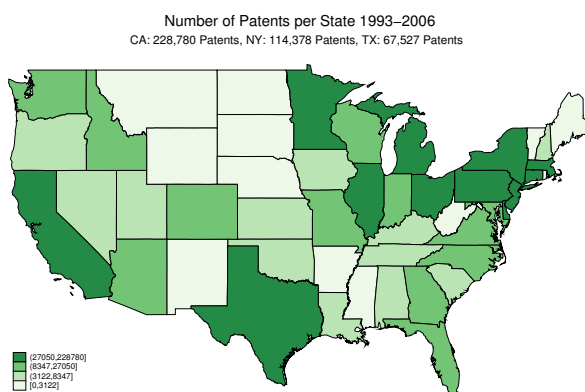 Number of Patents per State 1993−2006
CA: 228,780 Patents, NY: 114,378 Patents, TX: 67,527 Patents
(27050,228780]
(8347,27050]
(3122,8347]
[0,3122]